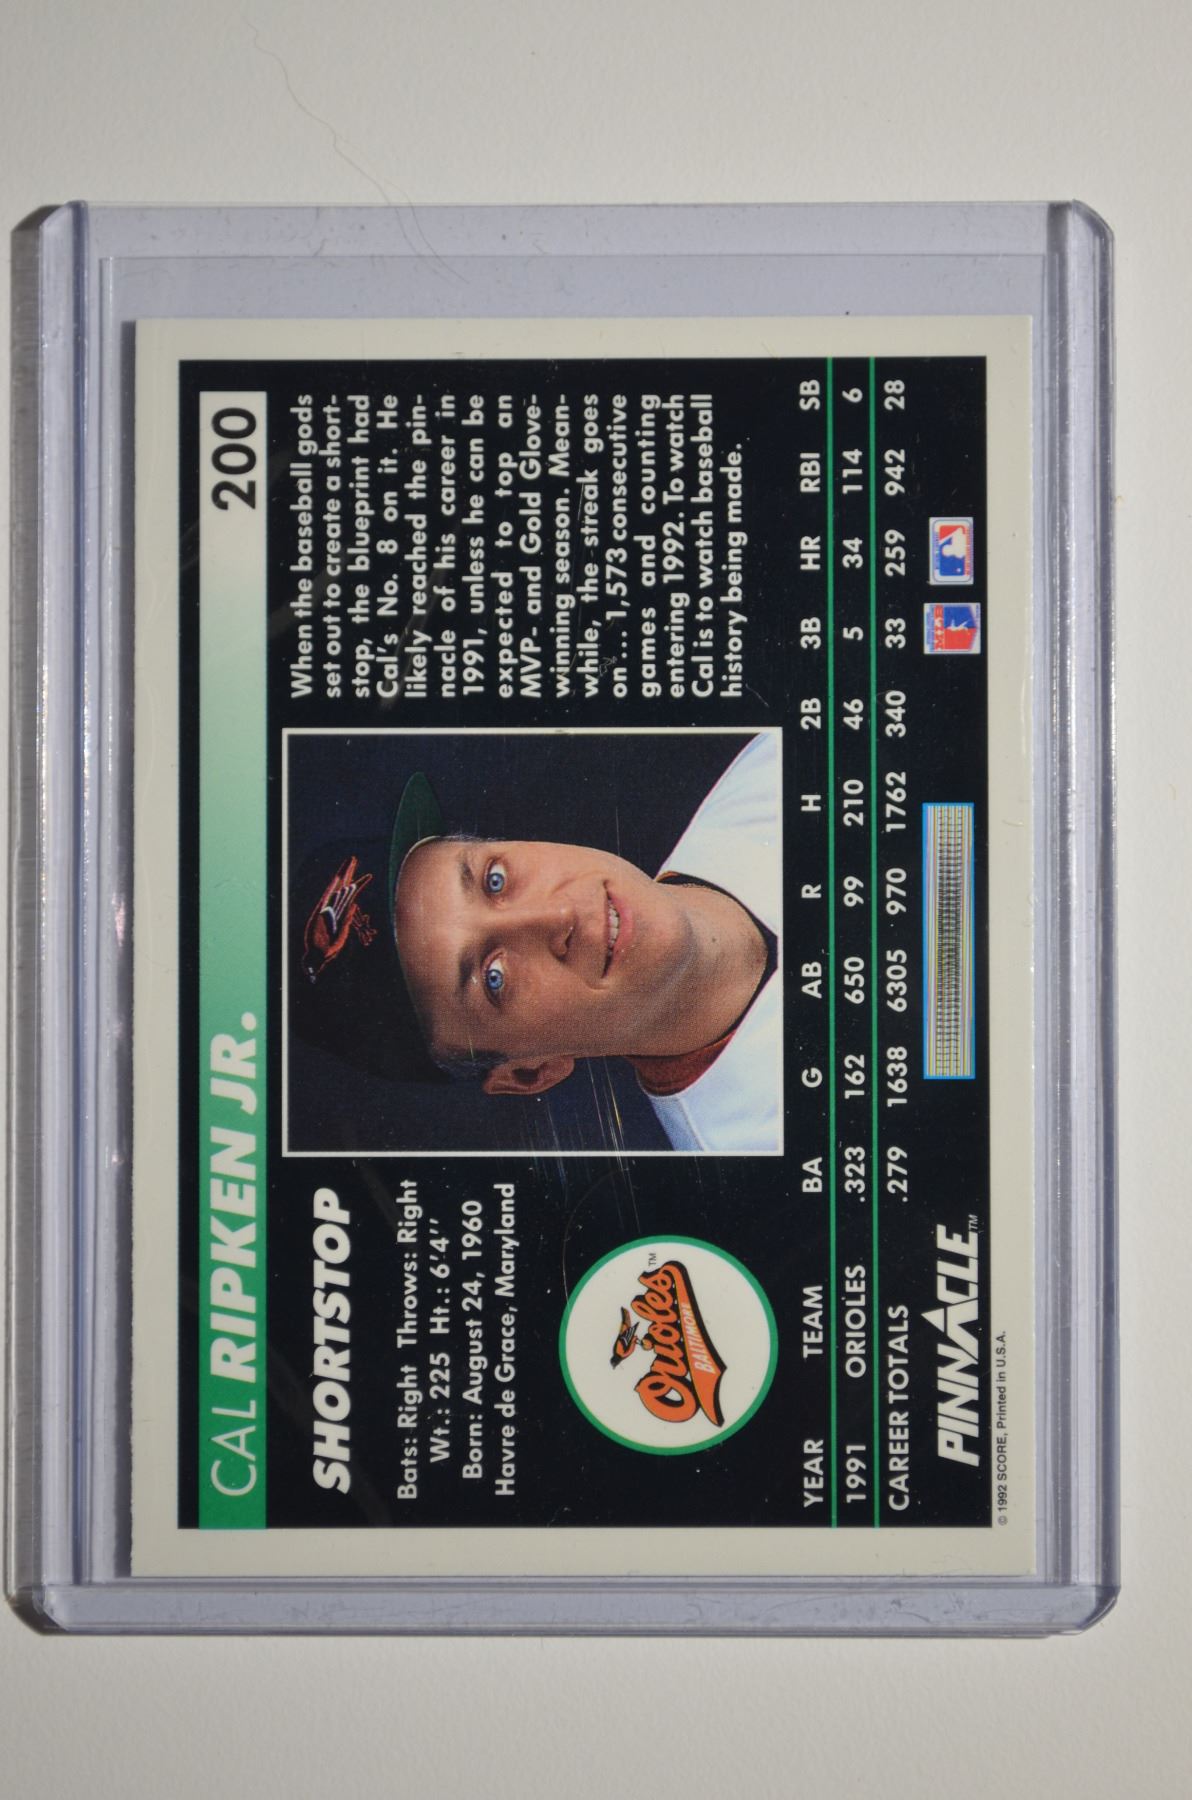 CAL RIPKEN JR.
200
SHORTSTOP
Bats: Right Throws: Right
Wt.: 225 Ht.: 6'4''
Born: August 24, 1960
Havre de Grace, Maryland
Orioles TM
BALTIMORE
When the baseball gods
set out to create a short-
stop, the blueprint had
Cal's No. 8 on it. He
likely reached the pin-
nacle of his career in
1991, unless he can be
expected to top an
MVP- and Gold Glove-
winning season. Mean-
while, the streak goes
on ... 1,573 consecutive
games and counting
entering 1992. To watch
Cal is to watch baseball
history being made.
YEAR TEAM BA G AB R H 2B 3B HR RBI SB
1991 ORIOLES .323 162 650 99 210 46 5 34 114 6
CAREER TOTALS .279 1638 6305 970 1762 340 33 259 942 28
PINNACLE TM
© 1992 SCORE, Printed in U.S.A.